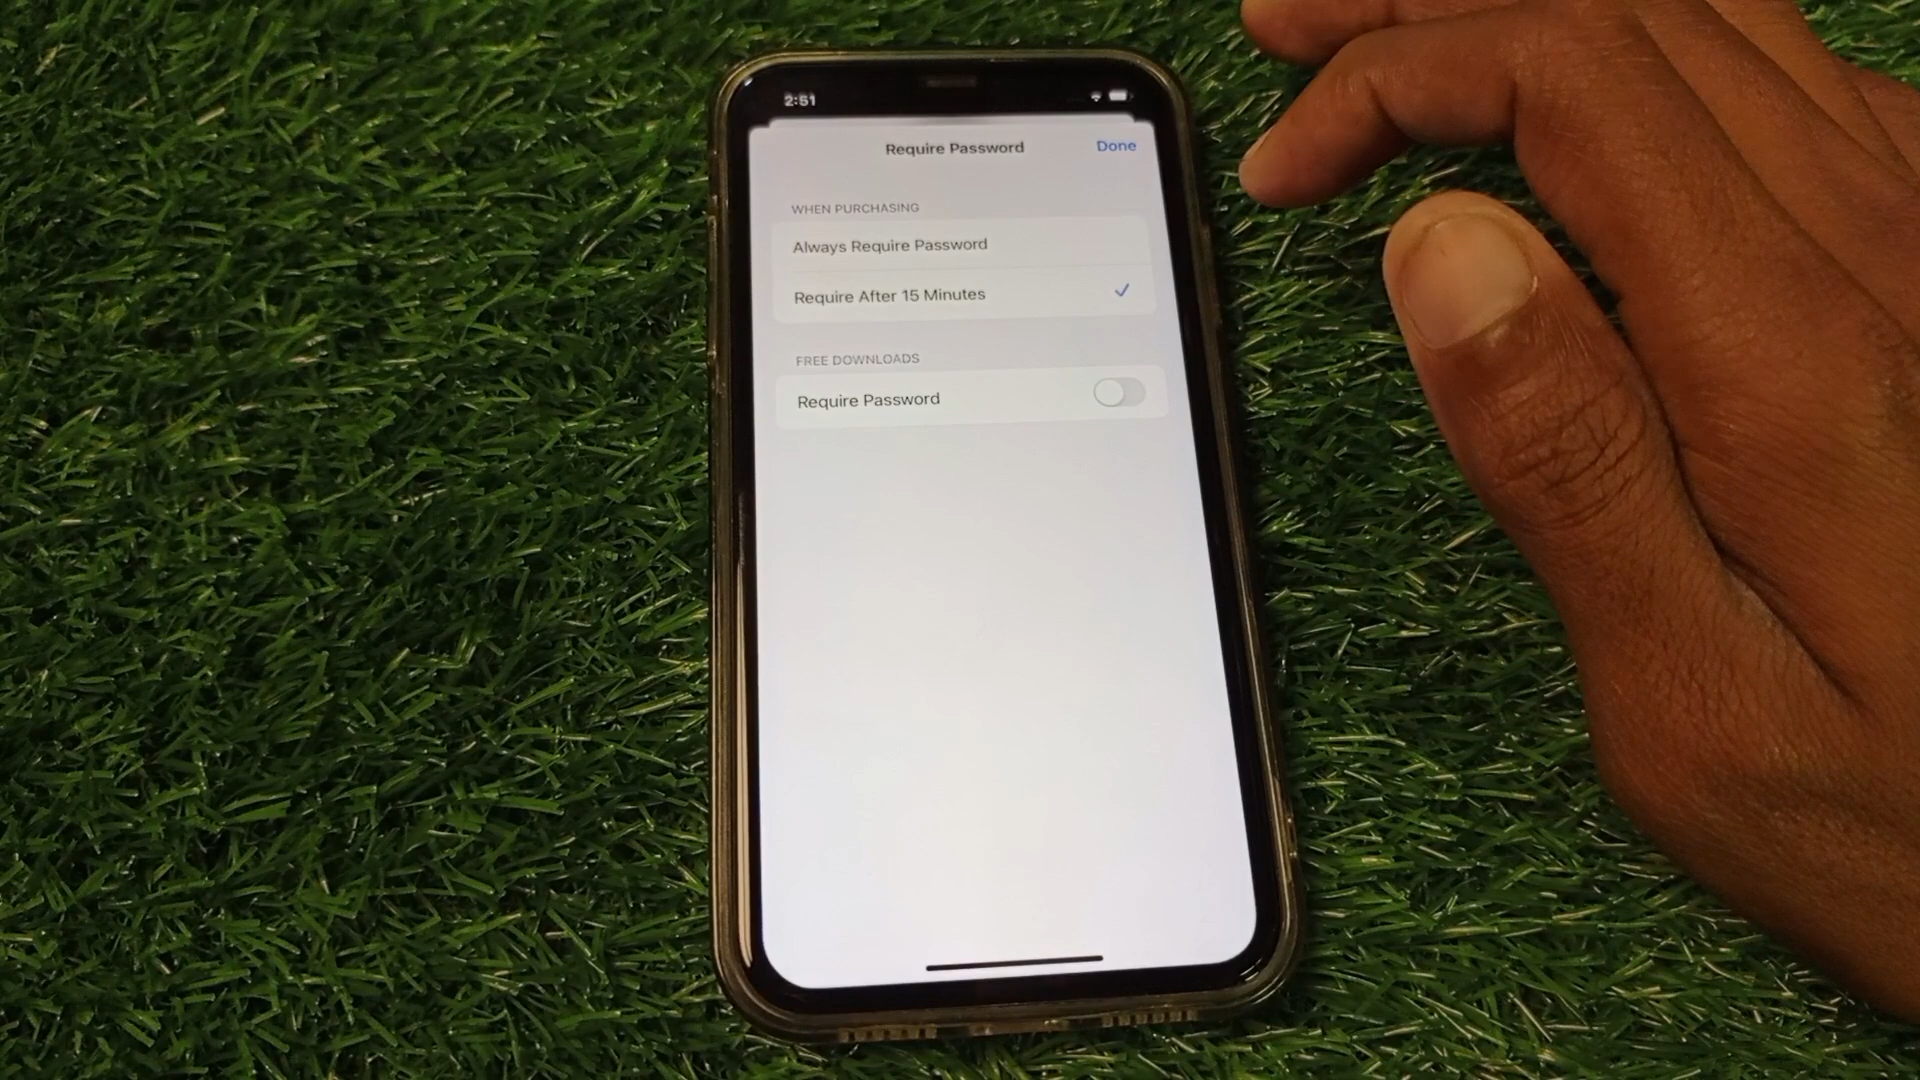 2:51
Require Password
Done
WHEN PURCHASING
Always Require Password
Require After 15 Minutes
FREE DOWNLOADS
Require Password